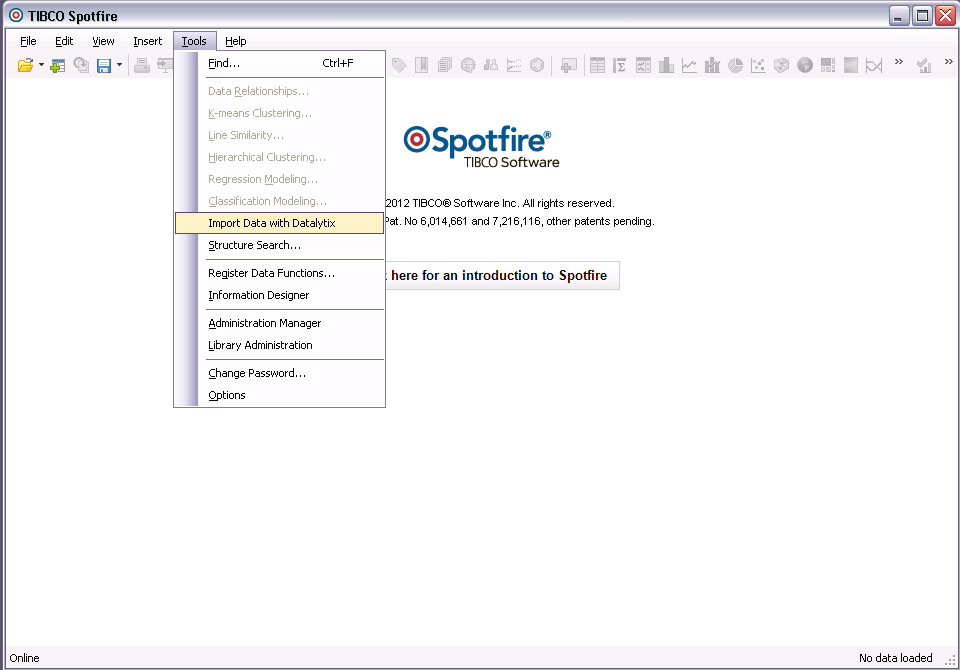 TIBCO Spotfire
File Edit View Insert Tools Help
Find... Ctrl+F
Data Relationships...
K-means Clustering...
Line Similarity...
Hierarchical Clustering...
Regression Modeling...
Classification Modeling...
Import Data with Datalytix
Structure Search...
Register Data Functions...
Information Designer
Administration Manager
Library Administration
Change Password...
Options
Spotfire®
TIBCO Software
2012 TIBCO® Software Inc. All rights reserved.
Pat. No 6,014,661 and 7,216,116, other patents pending.
here for an introduction to Spotfire
Online No data loaded